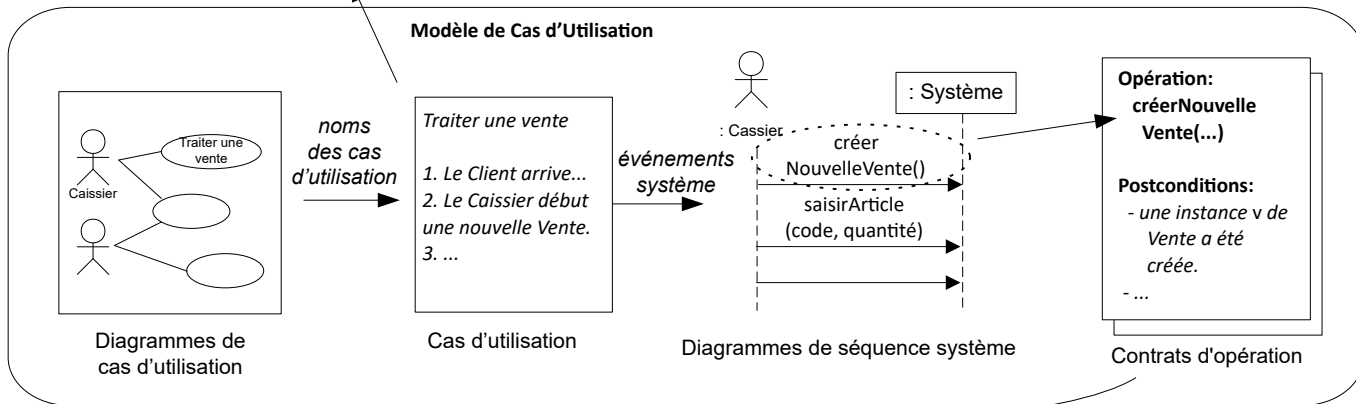 Modèle de Cas d'Utilisation
Traiter une
vente
Caissier
Diagrammes de
cas d'utilisation
noms
des cas
d'utilisation
Traiter une vente
1. Le Client arrive...
2. Le Caissier début
une nouvelle Vente.
3. ...
Cas d'utilisation
événements
système
: Cassier
: Système
créer
NouvelleVente()
saisirArticle
(code, quantité)
Diagrammes de séquence système
Opération:
créerNouvelle
Vente(...)
Postconditions:
- une instance v de
Vente a été
créée.
- ...
Contrats d'opération